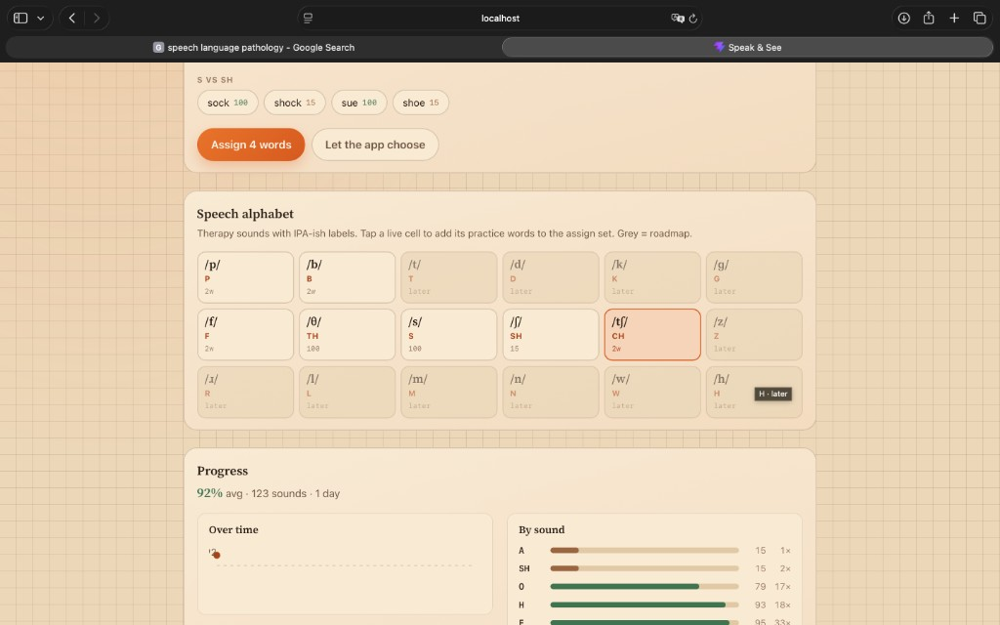 localhost
G speech language pathology - Google Search
Speak & See
S VS SH
sock 100 shock 15 sue 100 shoe 15
Assign 4 words Let the app choose
Speech alphabet
Therapy sounds with IPA-ish labels. Tap a live cell to add its practice words to the assign set. Grey = roadmap.
/p/ /b/ /t/ /d/ /k/ /g/
P B T D K G
2w 2w later later later later
/f/ /θ/ /s/ /ʃ/ /tʃ/ /z/
F TH S SH CH Z
2w 100 100 15 2w later
/ɹ/ /l/ /m/ /n/ /w/ /h/
R L M N W H
later later later later later later
H · later
Progress
92% avg · 123 sounds · 1 day
Over time
By sound
A 15 1×
SH 15 2×
O 79 17×
H 93 18×